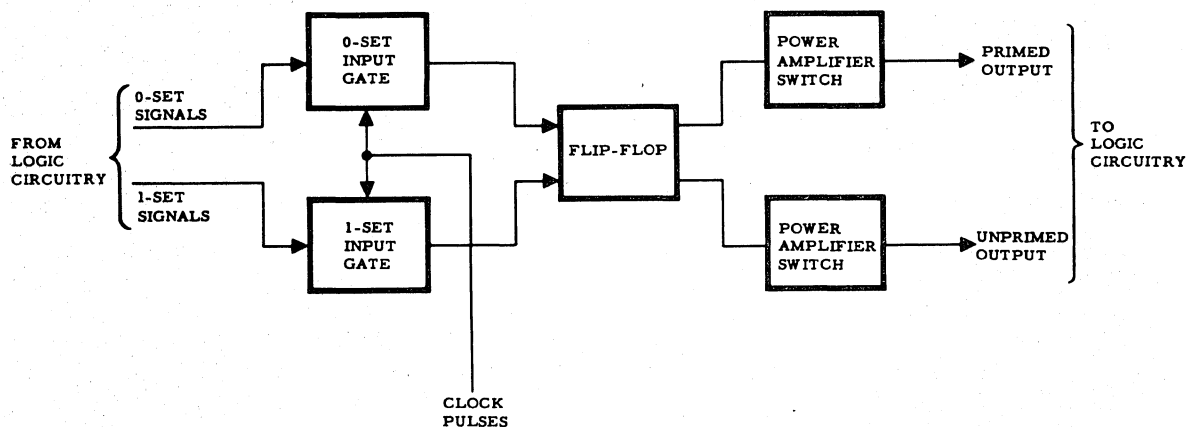 FROM
LOGIC
CIRCUITRY
0-SET
SIGNALS
1-SET
SIGNALS
0-SET
INPUT
GATE
1-SET
INPUT
GATE
CLOCK
PULSES
FLIP-FLOP
POWER
AMPLIFIER
SWITCH
POWER
AMPLIFIER
SWITCH
PRIMED
OUTPUT
UNPRIMED
OUTPUT
TO
LOGIC
CIRCUITRY